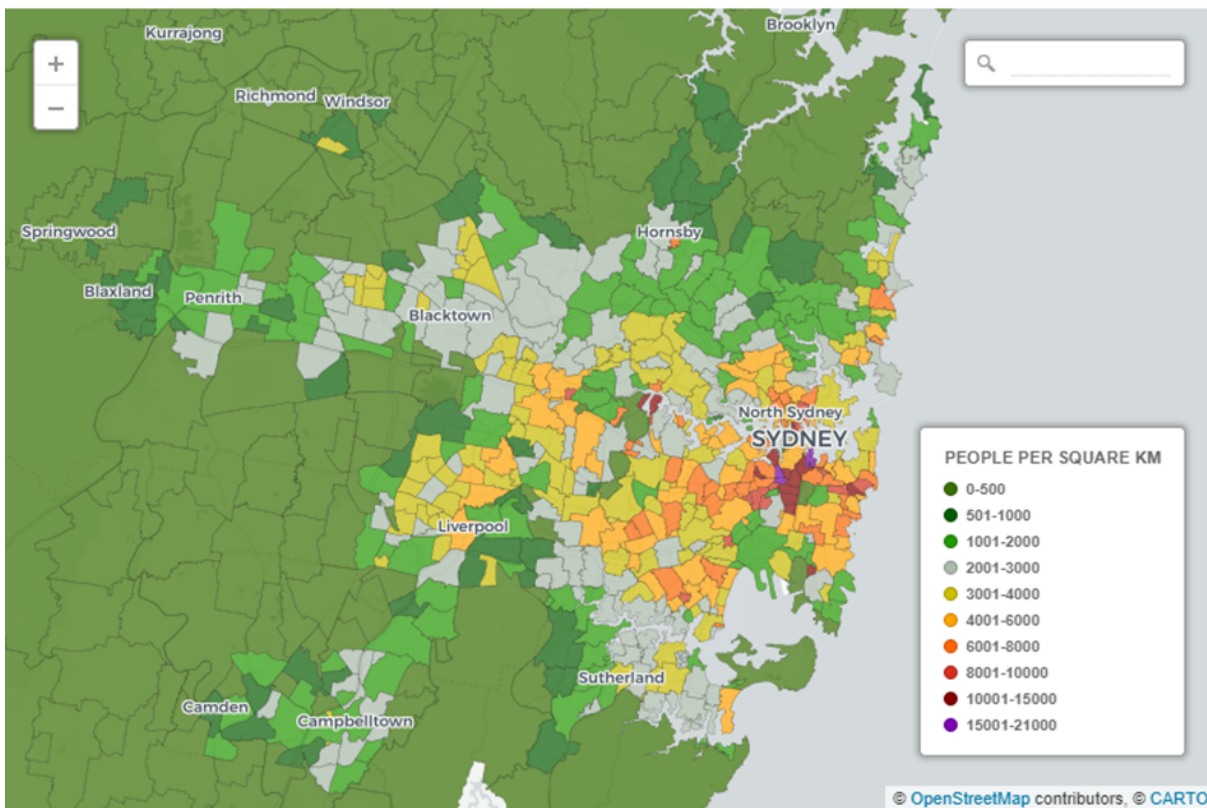 Kurrajong
Brooklyn
+
−
Richmond
Windsor
Springwood
Hornsby
Blaxland
Penrith
Blacktown
North Sydney
SYDNEY
Liverpool
Sutherland
Camden
Campbelltown
PEOPLE PER SQUARE KM
0-500
501-1000
1001-2000
2001-3000
3001-4000
4001-6000
6001-8000
8001-10000
10001-15000
15001-21000
© OpenStreetMap contributors, © CARTO